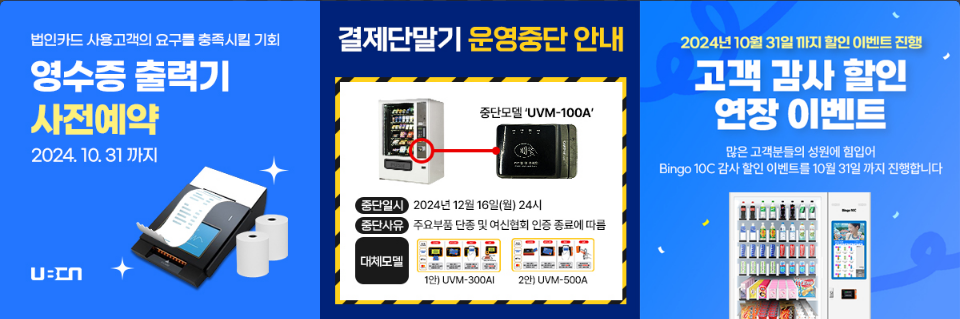 법인카드 사용고객의 요구를 충족시킬 기회
영수증 출력기
사전예약
2024. 10. 31 까지
U:CN
결제단말기 운영중단 안내
중단모델 ‘UVM-100A’
중단일시 2024년 12월 16일(월) 24시
중단사유 주요부품 단종 및 여신협회 인증 종료에 따름
대체모델
1안) UVM-300AI
2안) UVM-500A
2024년 10월 31일 까지 할인 이벤트 진행
고객 감사 할인
연장 이벤트
많은 고객분들의 성원에 힘입어
Bingo 10C 감사 할인 이벤트를 10월 31일 까지 진행합니다
Bingo 10C